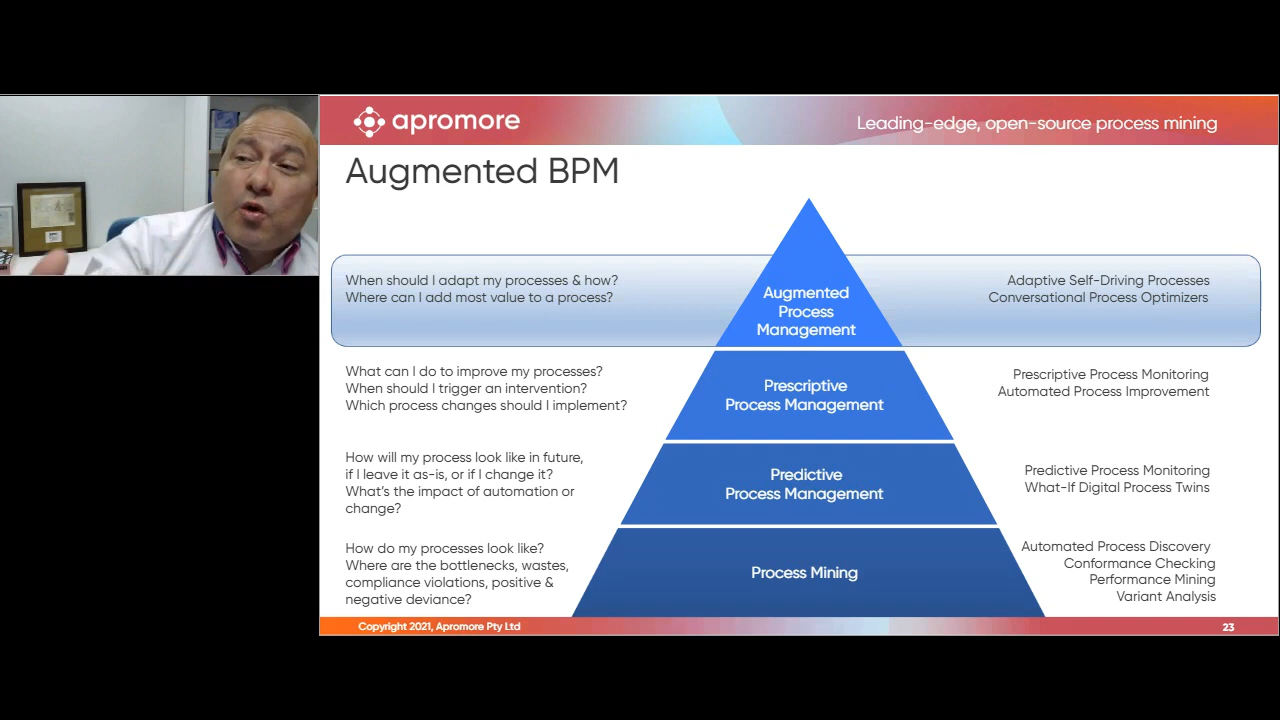 apromore
Leading-edge, open-source process mining
Augmented BPM
When should I adapt my processes & how?
Where can I add most value to a process?
Augmented
Process
Management
Adaptive Self-Driving Processes
Conversational Process Optimizers
What can I do to improve my processes?
When should I trigger an intervention?
Which process changes should I implement?
Prescriptive
Process Management
Prescriptive Process Monitoring
Automated Process Improvement
How will my process look like in future,
if I leave it as-is, or if I change it?
What's the impact of automation or
change?
Predictive
Process Management
Predictive Process Monitoring
What-If Digital Process Twins
How do my processes look like?
Where are the bottlenecks, wastes,
compliance violations, positive &
negative deviance?
Process Mining
Automated Process Discovery
Conformance Checking
Performance Mining
Variant Analysis
Copyright 2021, Apromore Pty Ltd
23